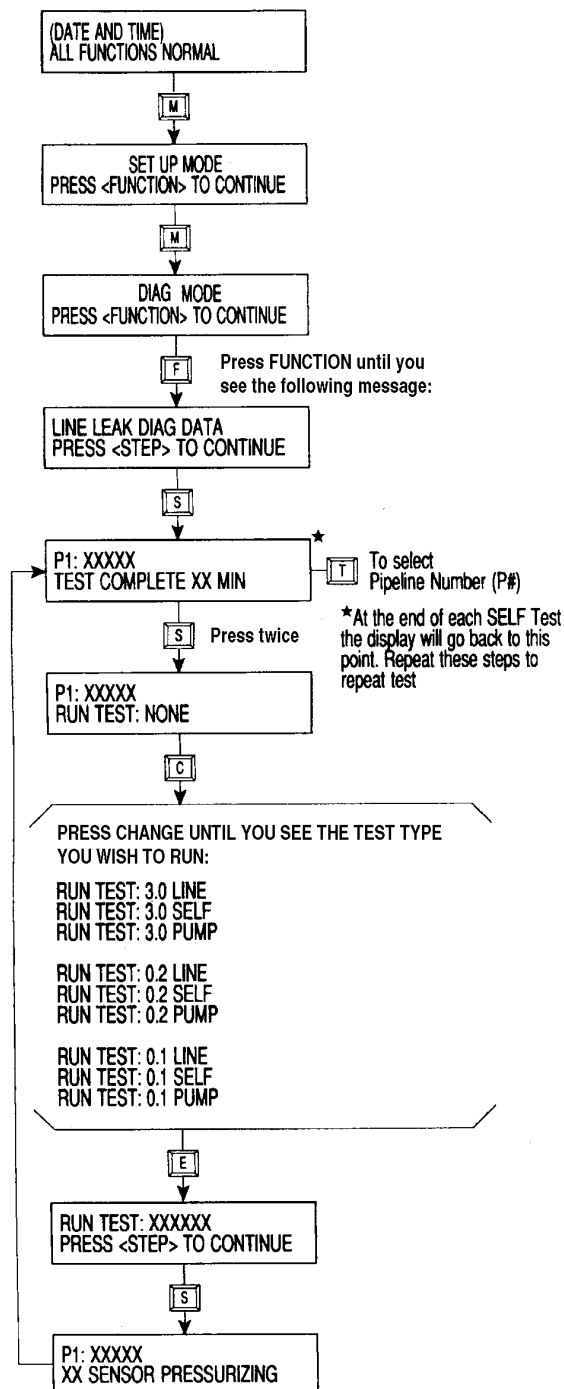 (DATE AND TIME)
ALL FUNCTIONS NORMAL
M
SET UP MODE
PRESS <FUNCTION> TO CONTINUE
M
DIAG MODE
PRESS <FUNCTION> TO CONTINUE
F
Press FUNCTION until you
see the following message:
LINE LEAK DIAG DATA
PRESS <STEP> TO CONTINUE
S
P1: XXXXX
TEST COMPLETE XX MIN
★
T
To select
Pipeline Number (P#)
★At the end of each SELF Test
the display will go back to this
point. Repeat these steps to
repeat test
S
Press twice
P1: XXXXX
RUN TEST: NONE
C
PRESS CHANGE UNTIL YOU SEE THE TEST TYPE
YOU WISH TO RUN:
RUN TEST: 3.0 LINE
RUN TEST: 3.0 SELF
RUN TEST: 3.0 PUMP
RUN TEST: 0.2 LINE
RUN TEST: 0.2 SELF
RUN TEST: 0.2 PUMP
RUN TEST: 0.1 LINE
RUN TEST: 0.1 SELF
RUN TEST: 0.1 PUMP
E
RUN TEST: XXXXXX
PRESS <STEP> TO CONTINUE
S
P1: XXXXX
XX SENSOR PRESSURIZING